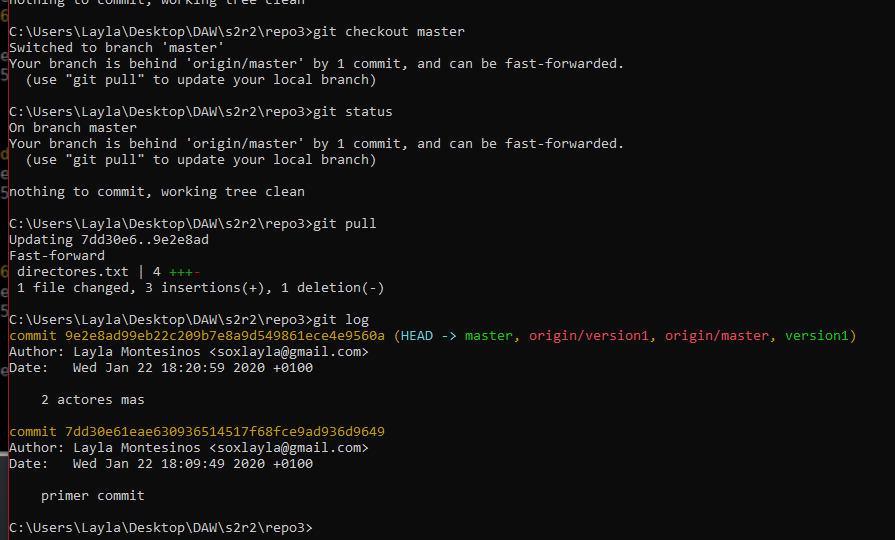 nothing to commit, working tree clean
C:\Users\Layla\Desktop\DAW\s2r2\repo3>git checkout master
Switched to branch 'master'
Your branch is behind 'origin/master' by 1 commit, and can be fast-forwarded.
  (use "git pull" to update your local branch)
C:\Users\Layla\Desktop\DAW\s2r2\repo3>git status
On branch master
Your branch is behind 'origin/master' by 1 commit, and can be fast-forwarded.
  (use "git pull" to update your local branch)
nothing to commit, working tree clean
C:\Users\Layla\Desktop\DAW\s2r2\repo3>git pull
Updating 7dd30e6..9e2e8ad
Fast-forward
 directores.txt | 4 +++-
 1 file changed, 3 insertions(+), 1 deletion(-)
C:\Users\Layla\Desktop\DAW\s2r2\repo3>git log
commit 9e2e8ad99eb22c209b7e8a9d549861ece4e9560a (HEAD -> master, origin/version1, origin/master, version1)
Author: Layla Montesinos <soxlayla@gmail.com>
Date:   Wed Jan 22 18:20:59 2020 +0100
    2 actores mas
commit 7dd30e61eae630936514517f68fce9ad936d9649
Author: Layla Montesinos <soxlayla@gmail.com>
Date:   Wed Jan 22 18:09:49 2020 +0100
    primer commit
C:\Users\Layla\Desktop\DAW\s2r2\repo3>